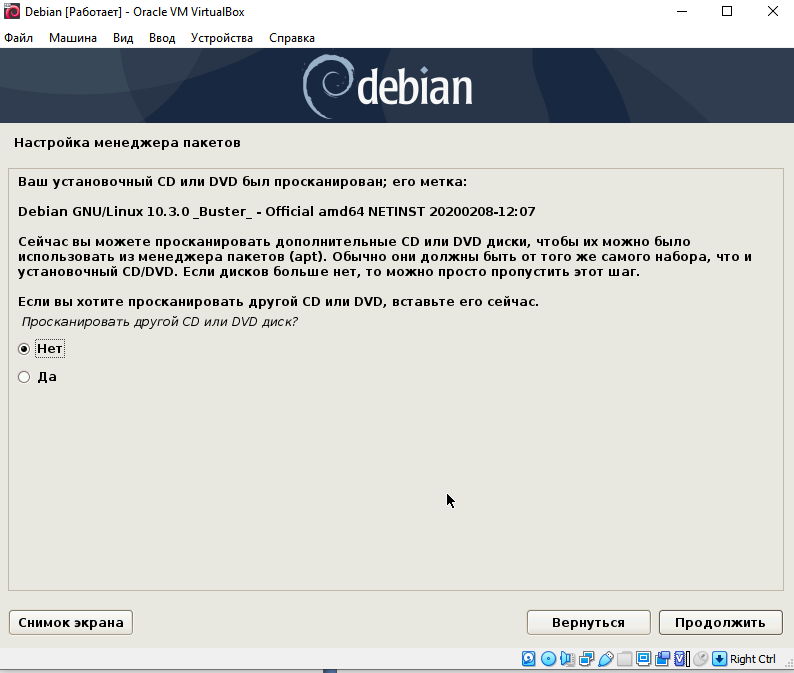 Debian [Работает] - Oracle VM VirtualBox
Файл Машина Вид Ввод Устройства Справка
debian
Настройка менеджера пакетов
Ваш установочный CD или DVD был просканирован; его метка:
Debian GNU/Linux 10.3.0 _Buster_ - Official amd64 NETINST 20200208-12:07
Сейчас вы можете просканировать дополнительные CD или DVD диски, чтобы их можно было
использовать из менеджера пакетов (apt). Обычно они должны быть от того же самого набора, что и
установочный CD/DVD. Если дисков больше нет, то можно просто пропустить этот шаг.
Если вы хотите просканировать другой CD или DVD, вставьте его сейчас.
Просканировать другой CD или DVD диск?
Нет
Да
Снимок экрана Вернуться Продолжить
Right Ctrl